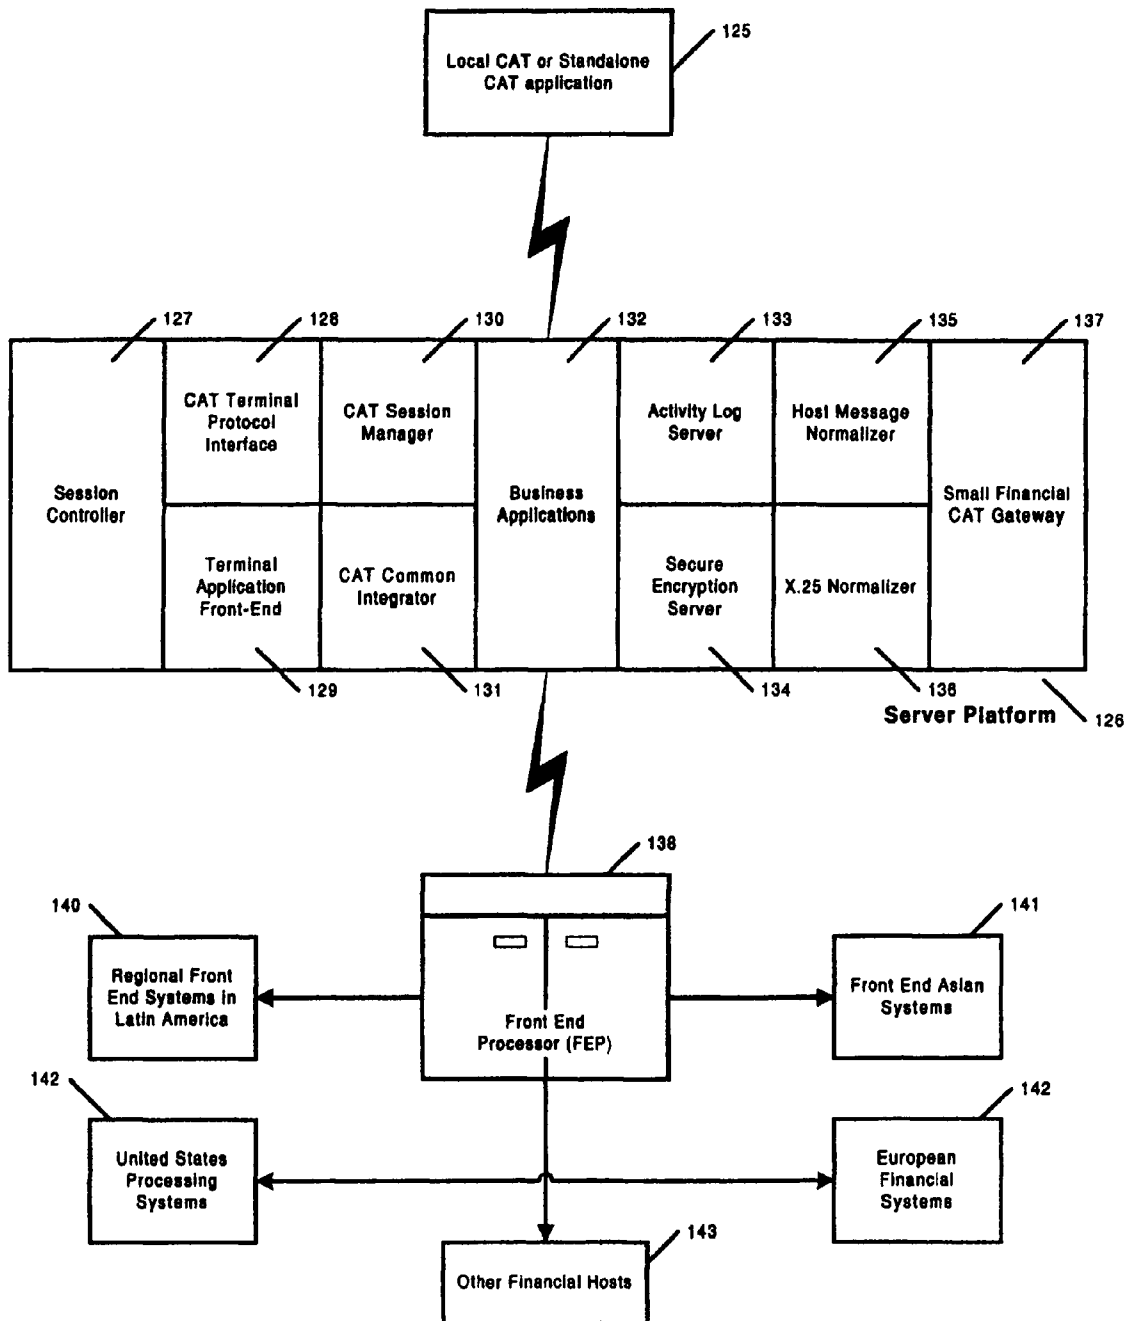 125
Local CAT or Standalone
CAT application
127
128
130
132
133
135
137
CAT Terminal
Protocol
Interface
CAT Session
Manager
Activity Log
Server
Host Message
Normalizer
Session
Controller
Business
Applications
Small Financial
CAT Gateway
Terminal
Application
Front-End
CAT Common
Integrator
Secure
Encryption
Server
X.25 Normalizer
129
131
134
136
Server Platform
126
138
140
141
Regional Front
End Systems in
Latin America
Front End
Processor (FEP)
Front End Asian
Systems
142
142
United States
Processing
Systems
European
Financial
Systems
143
Other Financial Hosts